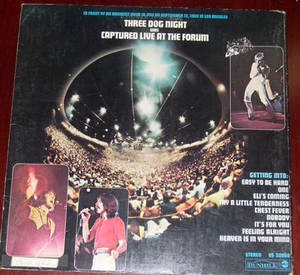 THREE DOG NIGHT
WAS
CAPTURED LIVE AT THE FORUM
GETTING INTO:
EASY TO BE HARD
ONE
ELI'S COMING
TRY A LITTLE TENDERNESS
CHEST FEVER
NOBODY
IT'S FOR YOU
FEELING ALRIGHT
HEAVEN IS IN YOUR MIND
STEREO
DUNHILL